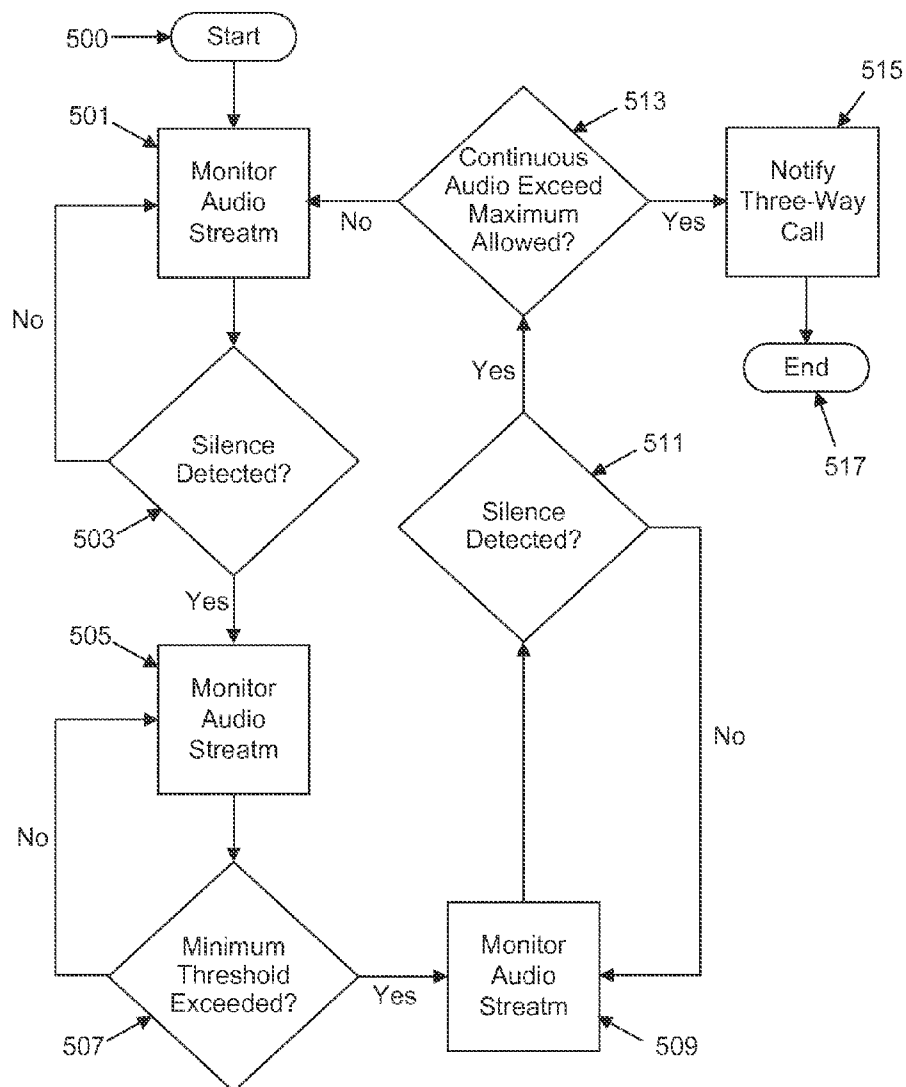 500
Start
501
Monitor
Audio
Streatm
No
Silence
Detected?
503
Yes
505
Monitor
Audio
Streatm
No
Minimum
Threshold
Exceeded?
507
Yes
Monitor
Audio
Streatm
509
Silence
Detected?
511
No
Yes
Continuous
Audio Exceed
Maximum
Allowed?
513
No
Yes
515
Notify
Three-Way
Call
End
517